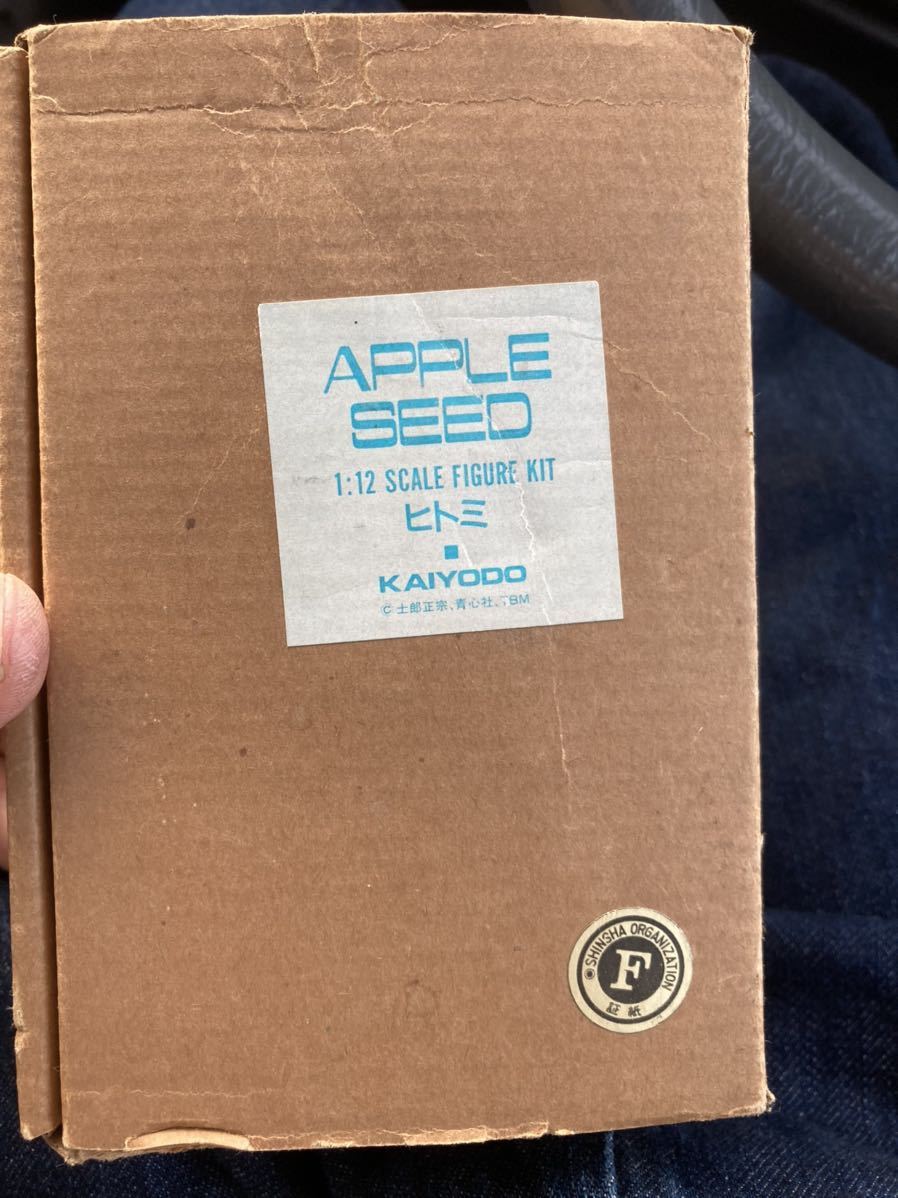 APPLE
SEED
1:12 SCALE FIGURE KIT
ヒトミ
KAIYODO
© 士郎正宗、青心社、TBM
SHINSHA ORGANIZATION
F
証紙